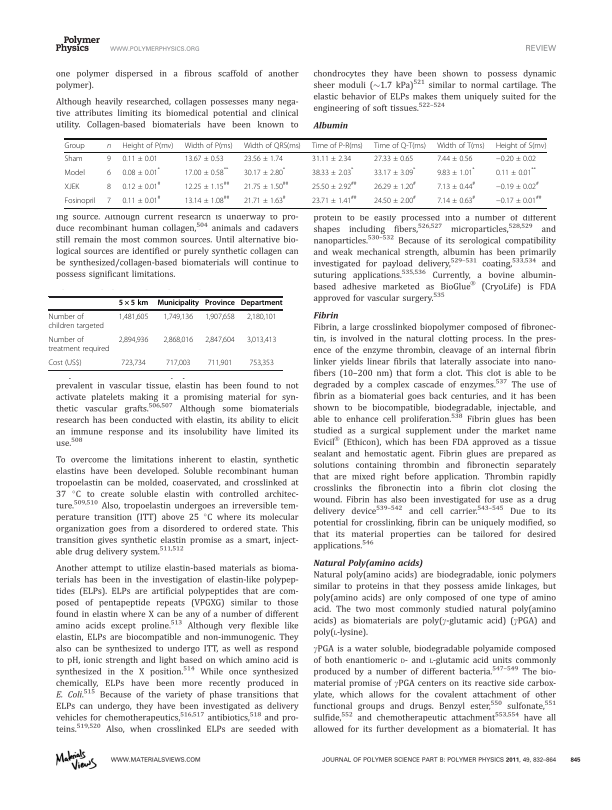 Polymer
Physics
WWW.POLYMERPHYSICS.ORG
REVIEW
one polymer dispersed in a fibrous scaffold of another
polymer).
Although heavily researched, collagen possesses many nega-
tive attributes limiting its biomedical potential and clinical
utility. Collagen-based biomaterials have been known to
chondrocytes they have been shown to possess dynamic
sheer moduli (~1.7 kPa)521 similar to normal cartilage. The
elastic behavior of ELPs makes them uniquely suited for the
engineering of soft tissues.522–524
Albumin
Group n Height of P(mv) Width of P(ms) Width of QRS(ms) Time of P-R(ms) Time of Q-T(ms) Width of T(ms) Height of S(mv)
Sham 9 0.11 ± 0.01 13.67 ± 0.53 23.56 ± 1.74 31.11 ± 2.34 27.33 ± 0.65 7.44 ± 0.56 −0.20 ± 0.02
Model 6 0.08 ± 0.01* 17.00 ± 0.58** 30.17 ± 2.80* 38.33 ± 2.03* 33.17 ± 3.09* 9.83 ± 1.01* 0.11 ± 0.01**
XJEK 8 0.12 ± 0.01# 12.25 ± 1.15## 21.75 ± 1.50## 25.50 ± 2.92## 26.29 ± 1.20# 7.13 ± 0.44# −0.19 ± 0.02#
Fosinopril 7 0.11 ± 0.01# 13.14 ± 1.08## 21.71 ± 1.63# 23.71 ± 1.41## 24.50 ± 2.00# 7.14 ± 0.63# −0.17 ± 0.01##
ing source. Although current research is underway to pro-
duce recombinant human collagen,504 animals and cadavers
still remain the most common sources. Until alternative bio-
logical sources are identified or purely synthetic collagen can
be synthesized/collagen-based biomaterials will continue to
possess significant limitations.
5 × 5 km Municipality Province Department
Number of children targeted 1,481,605 1,749,136 1,907,658 2,180,101
Number of treatment required 2,894,936 2,868,016 2,847,604 3,013,413
Cost (US$) 723,734 717,003 711,901 753,353
prevalent in vascular tissue, elastin has been found to not
activate platelets making it a promising material for syn-
thetic vascular grafts.506,507 Although some biomaterials
research has been conducted with elastin, its ability to elicit
an immune response and its insolubility have limited its
use.508
To overcome the limitations inherent to elastin, synthetic
elastins have been developed. Soluble recombinant human
tropoelastin can be molded, coaservated, and crosslinked at
37 °C to create soluble elastin with controlled architec-
ture.509,510 Also, tropoelastin undergoes an irreversible tem-
perature transition (ITT) above 25 °C where its molecular
organization goes from a disordered to ordered state. This
transition gives synthetic elastin promise as a smart, inject-
able drug delivery system.511,512
Another attempt to utilize elastin-based materials as bioma-
terials has been in the investigation of elastin-like polypep-
tides (ELPs). ELPs are artificial polypeptides that are com-
posed of pentapeptide repeats (VPGXG) similar to those
found in elastin where X can be any of a number of different
amino acids except proline.513 Although very flexible like
elastin, ELPs are biocompatible and non-immunogenic. They
also can be synthesized to undergo ITT, as well as respond
to pH, ionic strength and light based on which amino acid is
synthesized in the X position.514 While once synthesized
chemically, ELPs have been more recently produced in
E. Coli.515 Because of the variety of phase transitions that
ELPs can undergo, they have been investigated as delivery
vehicles for chemotherapeutics,516,517 antibiotics,518 and pro-
teins.519,520 Also, when crosslinked ELPs are seeded with
protein to be easily processed into a number of different
shapes including fibers,526,527 microparticles,528,529 and
nanoparticles.530–532 Because of its serological compatibility
and weak mechanical strength, albumin has been primarily
investigated for payload delivery,529–531 coating,533,534 and
suturing applications.535,536 Currently, a bovine albumin-
based adhesive marketed as BioGlue® (CryoLife) is FDA
approved for vascular surgery.535
Fibrin
Fibrin, a large crosslinked biopolymer composed of fibronec-
tin, is involved in the natural clotting process. In the pres-
ence of the enzyme thrombin, cleavage of an internal fibrin
linker yields linear fibrils that laterally associate into nano-
fibers (10–200 nm) that form a clot. This clot is able to be
degraded by a complex cascade of enzymes.537 The use of
fibrin as a biomaterial goes back centuries, and it has been
shown to be biocompatible, biodegradable, injectable, and
able to enhance cell proliferation.538 Fibrin glues has been
studied as a surgical supplement under the market name
Evicil® (Ethicon), which has been FDA approved as a tissue
sealant and hemostatic agent. Fibrin glues are prepared as
solutions containing thrombin and fibronectin separately
that are mixed right before application. Thrombin rapidly
crosslinks the fibronectin into a fibrin clot closing the
wound. Fibrin has also been investigated for use as a drug
delivery device539–542 and cell carrier.543–545 Due to its
potential for crosslinking, fibrin can be uniquely modified, so
that its material properties can be tailored for desired
applications.546
Natural Poly(amino acids)
Natural poly(amino acids) are biodegradable, ionic polymers
similar to proteins in that they possess amide linkages, but
poly(amino acids) are only composed of one type of amino
acid. The two most commonly studied natural poly(amino
acids) as biomaterials are poly(γ-glutamic acid) (γPGA) and
poly(L-lysine).
γPGA is a water soluble, biodegradable polyamide composed
of both enantiomeric D- and L-glutamic acid units commonly
produced by a number of different bacteria.547–549 The bio-
material promise of γPGA centers on its reactive side carbox-
ylate, which allows for the covalent attachment of other
functional groups and drugs. Benzyl ester,550 sulfonate,551
sulfide,552 and chemotherapeutic attachment553,554 have all
allowed for its further development as a biomaterial. It has
Materials
Views
WWW.MATERIALSVIEWS.COM
JOURNAL OF POLYMER SCIENCE PART B: POLYMER PHYSICS 2011, 49, 832–864 845